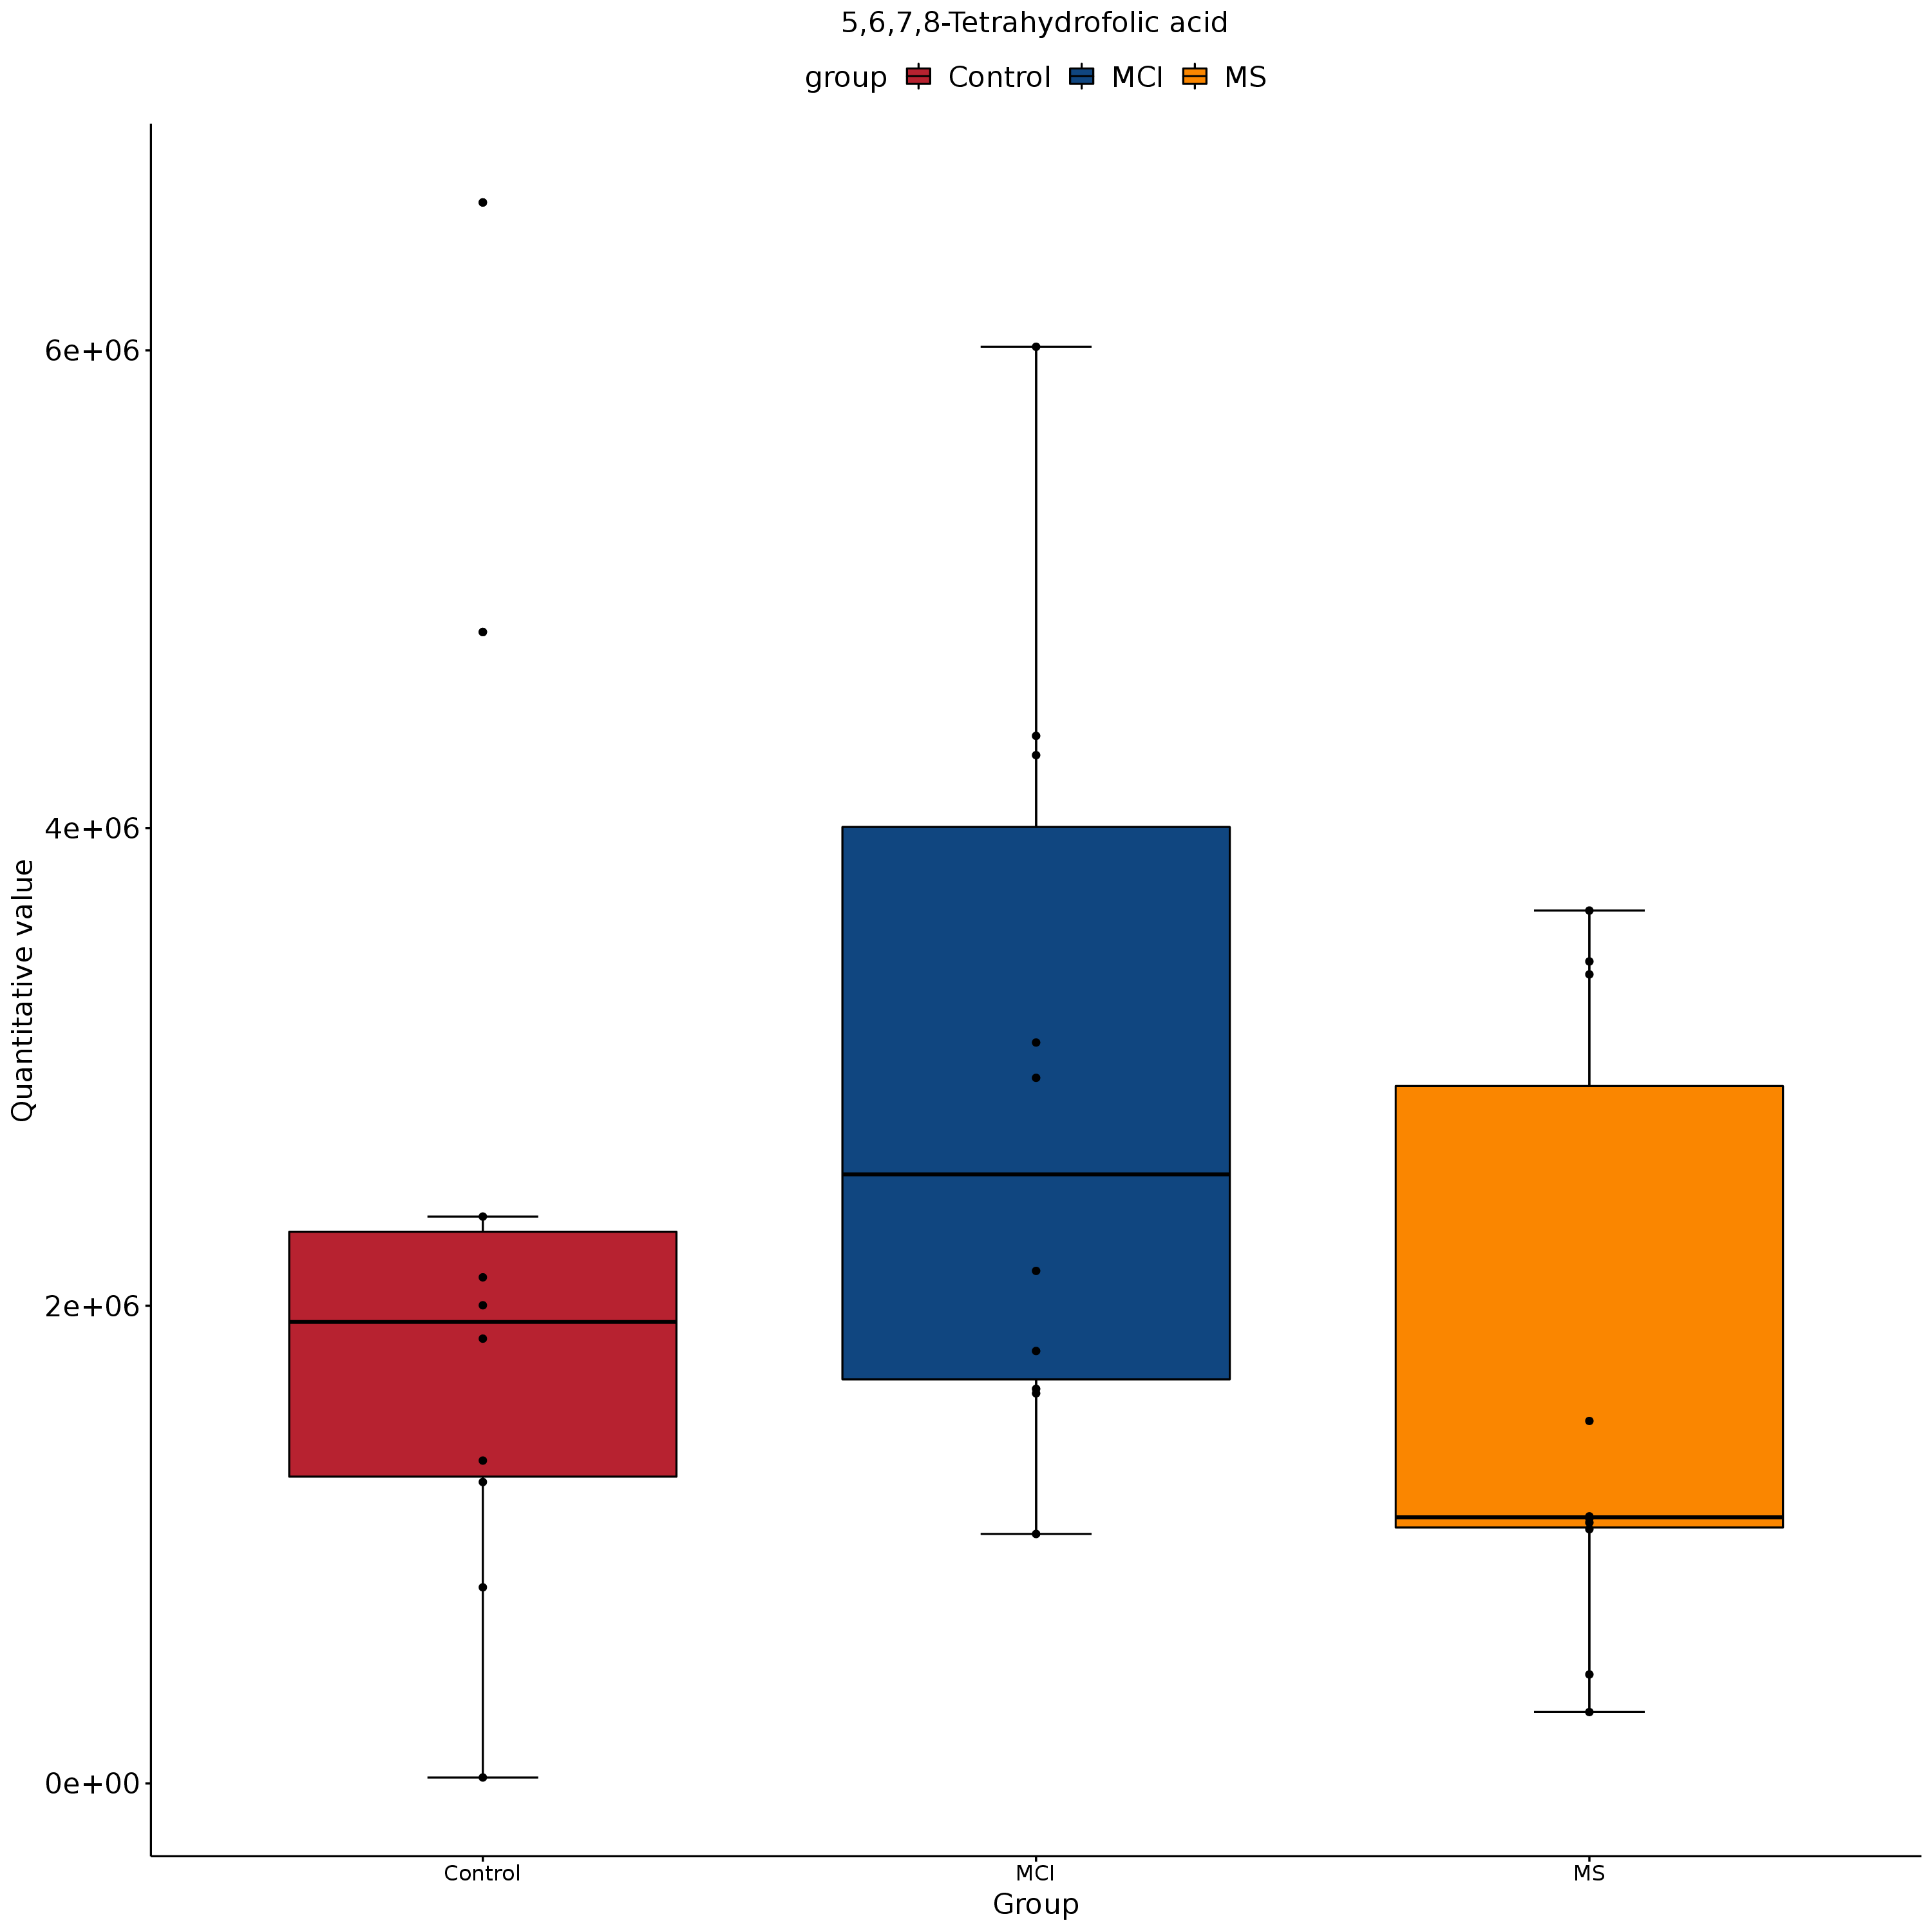 5,6,7,8-Tetrahydrofolic acid
group Control MCI MS
Quantitative value
6e+06
4e+06
2e+06
0e+00
Control MCI MS
Group